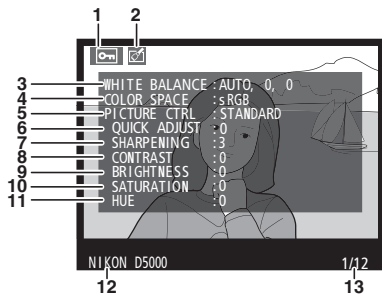 1 2
3 WHITE BALANCE :AUTO, 0, 0
4 COLOR SPACE :sRGB
5 PICTURE CTRL :STANDARD
6 QUICK ADJUST :0
7 SHARPENING :3
8 CONTRAST :0
9 BRIGHTNESS :0
10 SATURATION :0
11 HUE :0
NIKON D5000 1/12
12 13